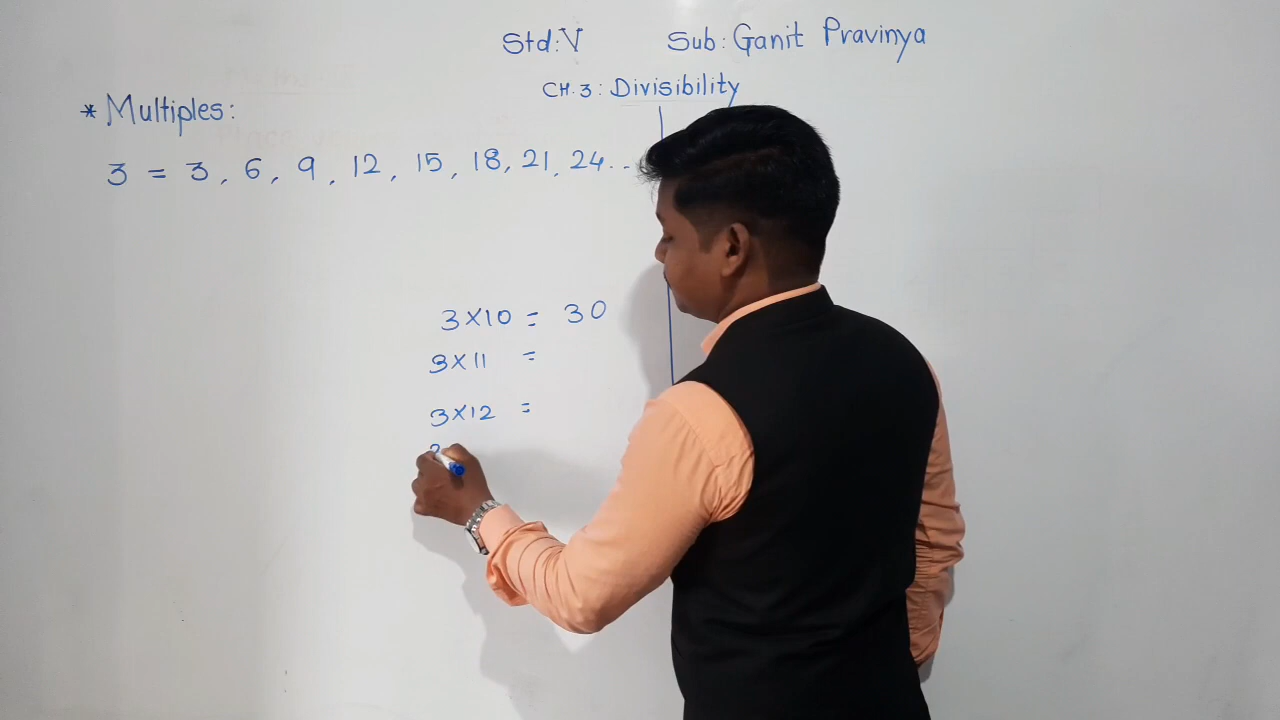 Std: V Sub: Ganit Pravinya
CH. 3: Divisibility
* Multiples:
3 = 3, 6, 9, 12, 15, 18, 21, 24...
3×10 = 30
3×11 =
3×12 =
3